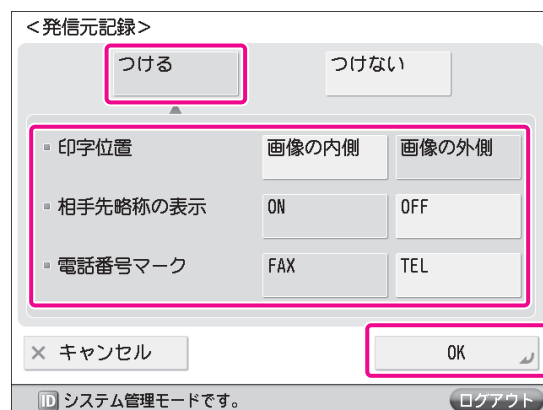 <発信元記録>
つける つけない
印字位置 画像の内側 画像の外側
相手先略称の表示 ON OFF
電話番号マーク FAX TEL
× キャンセル OK
ID システム管理モードです。 ログアウト